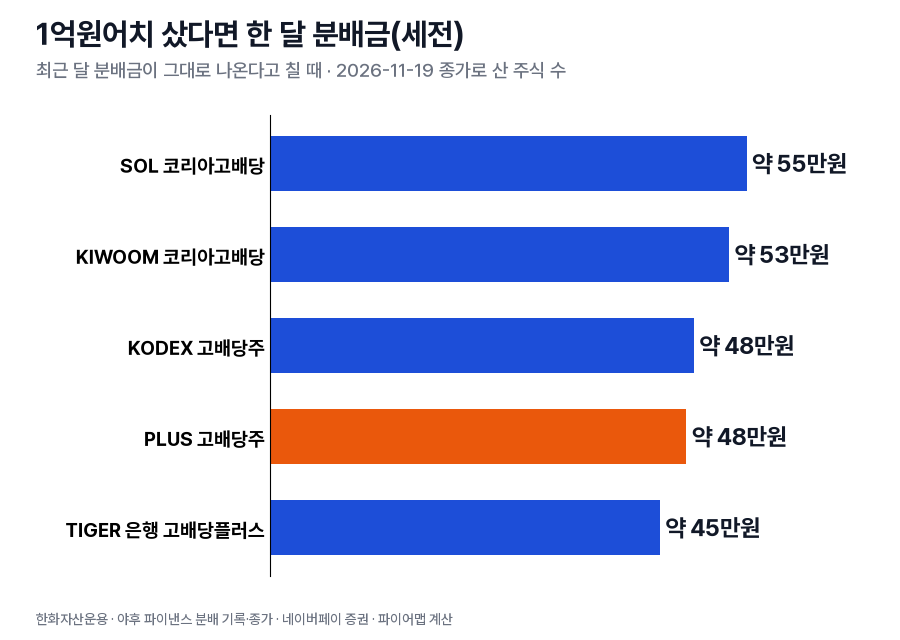 1억원어치 샀다면 한 달 분배금(세전)
최근 달 분배금이 그대로 나온다고 칠 때 · 2026-11-19 종가로 산 주식 수
SOL 코리아고배당 약 55만원
KIWOOM 코리아고배당 약 53만원
KODEX 고배당주 약 48만원
PLUS 고배당주 약 48만원
TIGER 은행 고배당플러스 약 45만원
한화자산운용 · 야후 파이낸스 분배 기록·종가 · 네이버페이 증권 · 파이어맵 계산